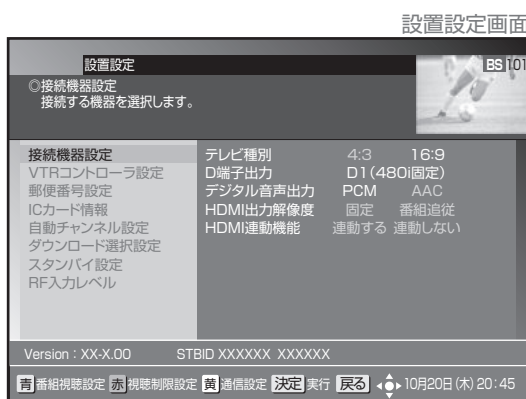 設置設定画面
設置設定
BS 101
◎接続機器設定
接続する機器を選択します。
接続機器設定
VTRコントローラ設定
郵便番号設定
ICカード情報
自動チャンネル設定
ダウンロード選択設定
スタンバイ設定
RF入力レベル
テレビ種別 4:3 16:9
D端子出力 D1(480i固定)
デジタル音声出力 PCM AAC
HDMI出力解像度 固定 番組追従
HDMI連動機能 連動する 連動しない
Version : XX-X.00 STBID XXXXXX XXXXXX
青 番組視聴設定 赤 視聴制限設定 黄 通信設定 決定 実行 戻る 10月20日(木) 20:45